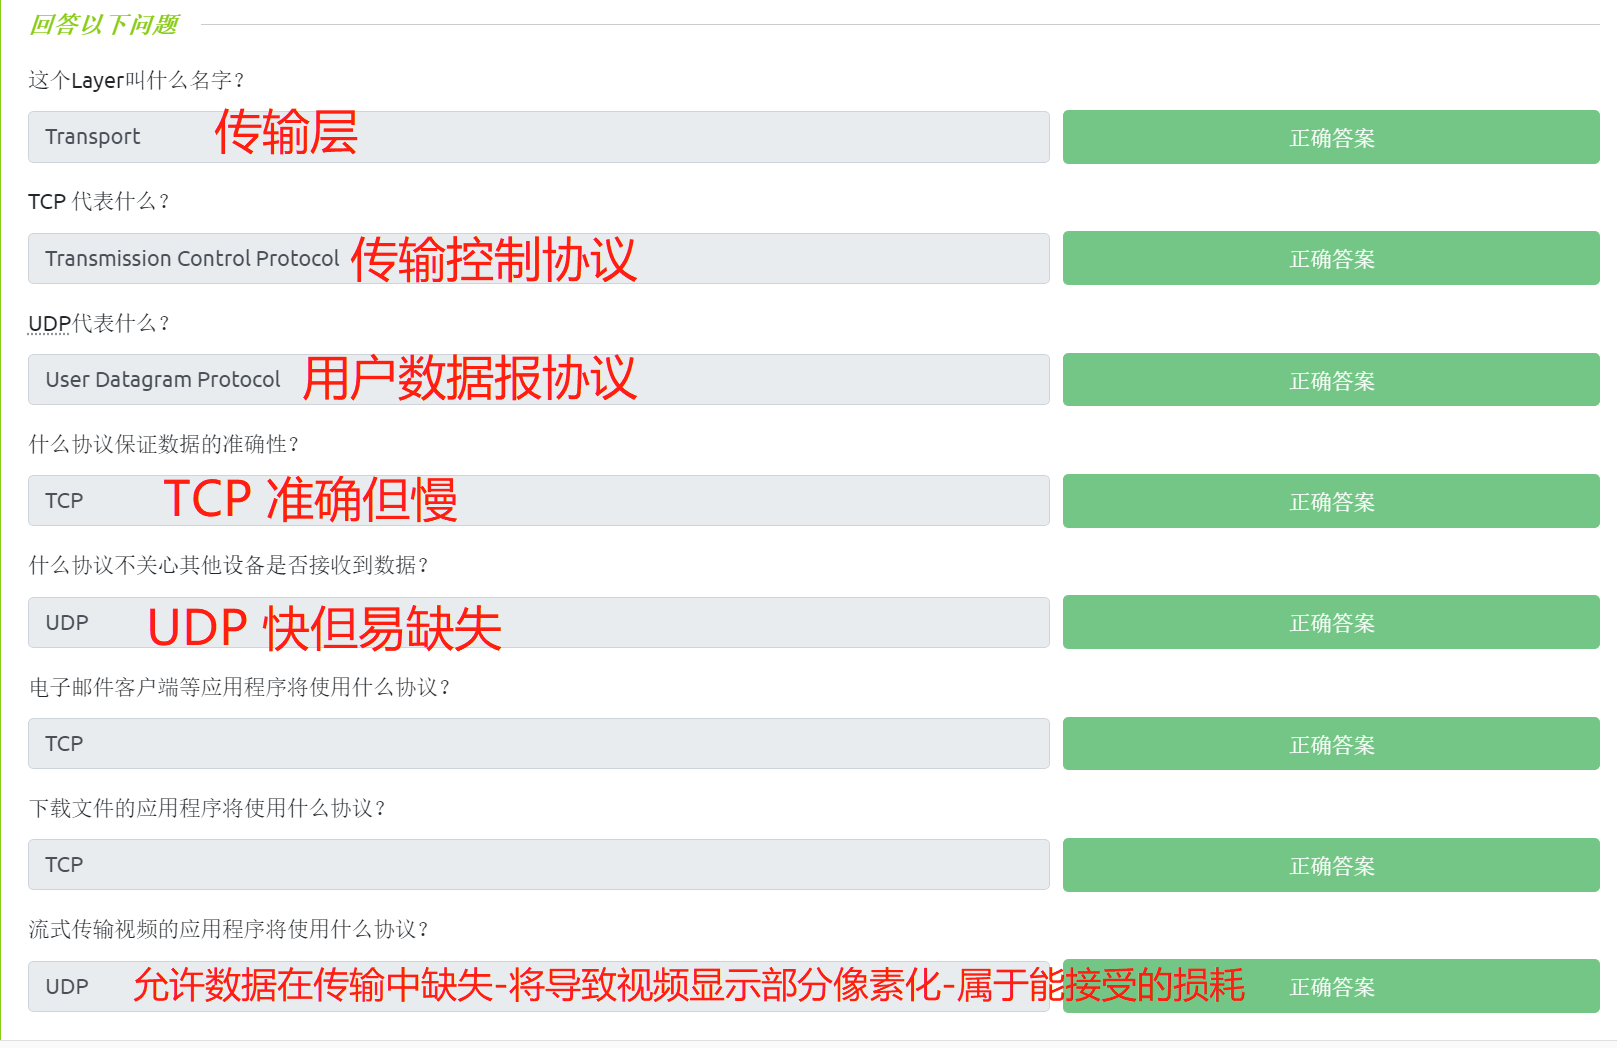 回答以下问题
这个Layer叫什么名字？
Transport 传输层 正确答案
TCP 代表什么？
Transmission Control Protocol 传输控制协议 正确答案
UDP代表什么？
User Datagram Protocol 用户数据报协议 正确答案
什么协议保证数据的准确性？
TCP TCP 准确但慢 正确答案
什么协议不关心其他设备是否接收到数据？
UDP UDP 快但易缺失 正确答案
电子邮件客户端等应用程序将使用什么协议？
TCP 正确答案
下载文件的应用程序将使用什么协议？
TCP 正确答案
流式传输视频的应用程序将使用什么协议？
UDP 允许数据在传输中缺失-将导致视频显示部分像素化-属于能接受的损耗 正确答案